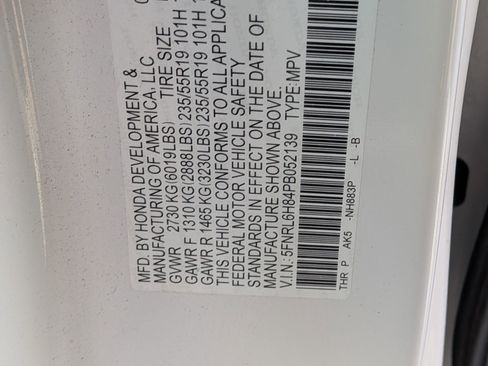 MFD. BY HONDA DEVELOPMENT &
MANUFACTURING OF AMERICA, LLC
GVWR 2730 KG(6019LBS) TIRE SIZE
GAWR F 1310 KG(2888LBS) 235/55R19 101H
GAWR R 1465 KG(3230LBS) 235/55R19 101H 1
THIS VEHICLE CONFORMS TO ALL APPLICA
FEDERAL MOTOR VEHICLE SAFETY
STANDARDS IN EFFECT ON THE DATE OF
MANUFACTURE SHOWN ABOVE.
V.I.N.: 5FNRL6H84PB052139 TYPE: MPV
THR P AK5 -NH883P -L -B